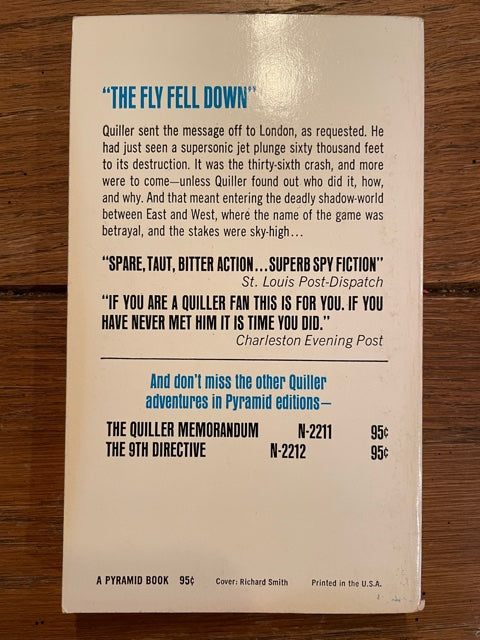 “THE FLY FELL DOWN”
Quiller sent the message off to London, as requested. He
had just seen a supersonic jet plunge sixty thousand feet
to its destruction. It was the thirty-sixth crash, and more
were to come—unless Quiller found out who did it, how,
and why. And that meant entering the deadly shadow-world
between East and West, where the name of the game was
betrayal, and the stakes were sky-high...
“SPARE, TAUT, BITTER ACTION...SUPERB SPY FICTION”
St. Louis Post-Dispatch
“IF YOU ARE A QUILLER FAN THIS IS FOR YOU. IF YOU
HAVE NEVER MET HIM IT IS TIME YOU DID.”
Charleston Evening Post
And don’t miss the other Quiller
adventures in Pyramid editions—
THE QUILLER MEMORANDUM N-2211 95¢
THE 9TH DIRECTIVE N-2212 95¢
A PYRAMID BOOK 95¢ Cover: Richard Smith Printed in the U.S.A.